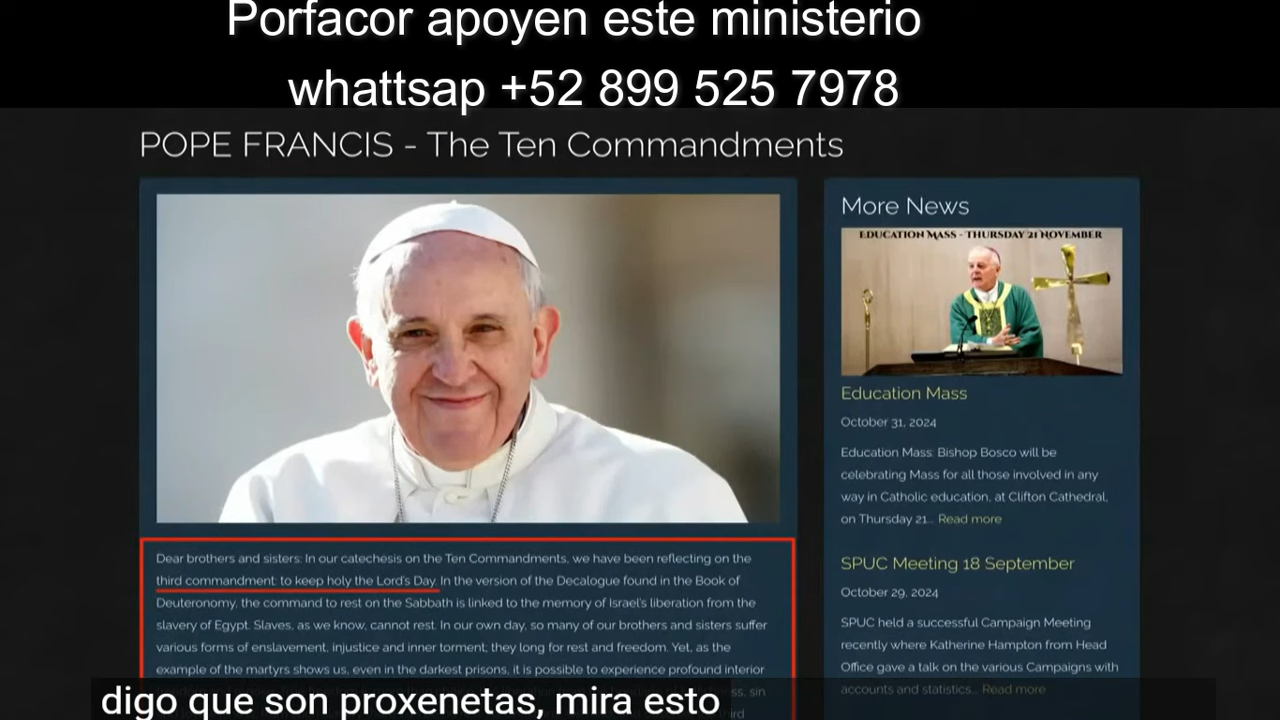 Porfacor apoyen este ministerio
whattsap +52 899 525 7978
POPE FRANCIS - The Ten Commandments
Dear brothers and sisters: In our catechesis on the Ten Commandments, we have been reflecting on the
third commandment: to keep holy the Lord's Day. In the version of the Decalogue found in the Book of
Deuteronomy, the command to rest on the Sabbath is linked to the memory of Israel's liberation from the
slavery of Egypt. Slaves, as we know, cannot rest. In our own day, so many of our brothers and sisters suffer
various forms of enslavement, injustice and inner torment; they long for rest and freedom. Yet, as the
example of the martyrs shows us, even in the darkest prisons, it is possible to experience profound interior
sin
More News
EDUCATION MASS - THURSDAY 21 NOVEMBER
Education Mass
October 31, 2024
Education Mass: Bishop Bosco will be
celebrating Mass for all those involved in any
way in Catholic education, at Clifton Cathedral,
on Thursday 21... Read more
SPUC Meeting 18 September
October 29, 2024
SPUC held a successful Campaign Meeting
recently where Katherine Hampton from Head
Office gave a talk on the various Campaigns with
accounts and statistics... Read more
digo que son proxenetas, mira esto